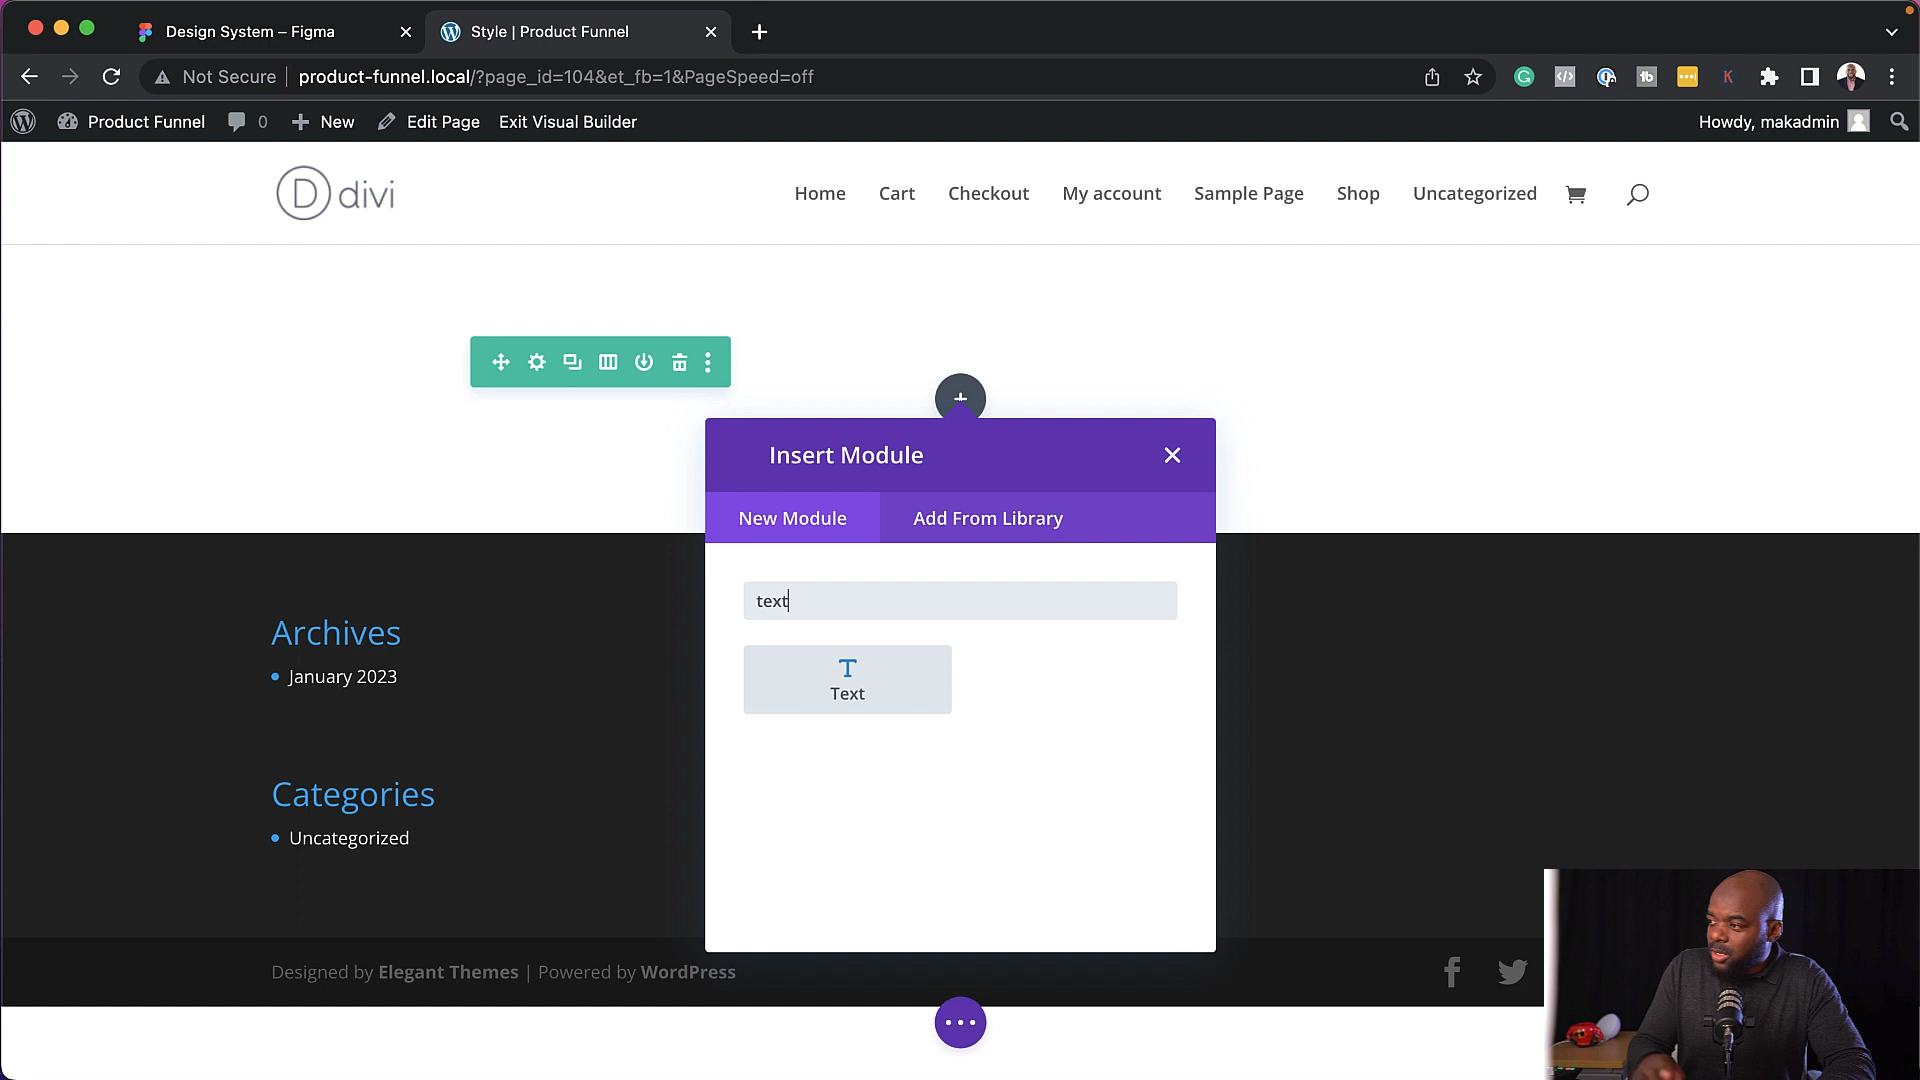 Design System – Figma
Style | Product Funnel
Not Secure
product-funnel.local/?page_id=104&et_fb=1&PageSpeed=off
Product Funnel
0
New
Edit Page
Exit Visual Builder
Howdy, makadmin
D divi
Home
Cart
Checkout
My account
Sample Page
Shop
Uncategorized
Insert Module
New Module
Add From Library
text
T
Text
Archives
January 2023
Categories
Uncategorized
Designed by Elegant Themes | Powered by WordPress